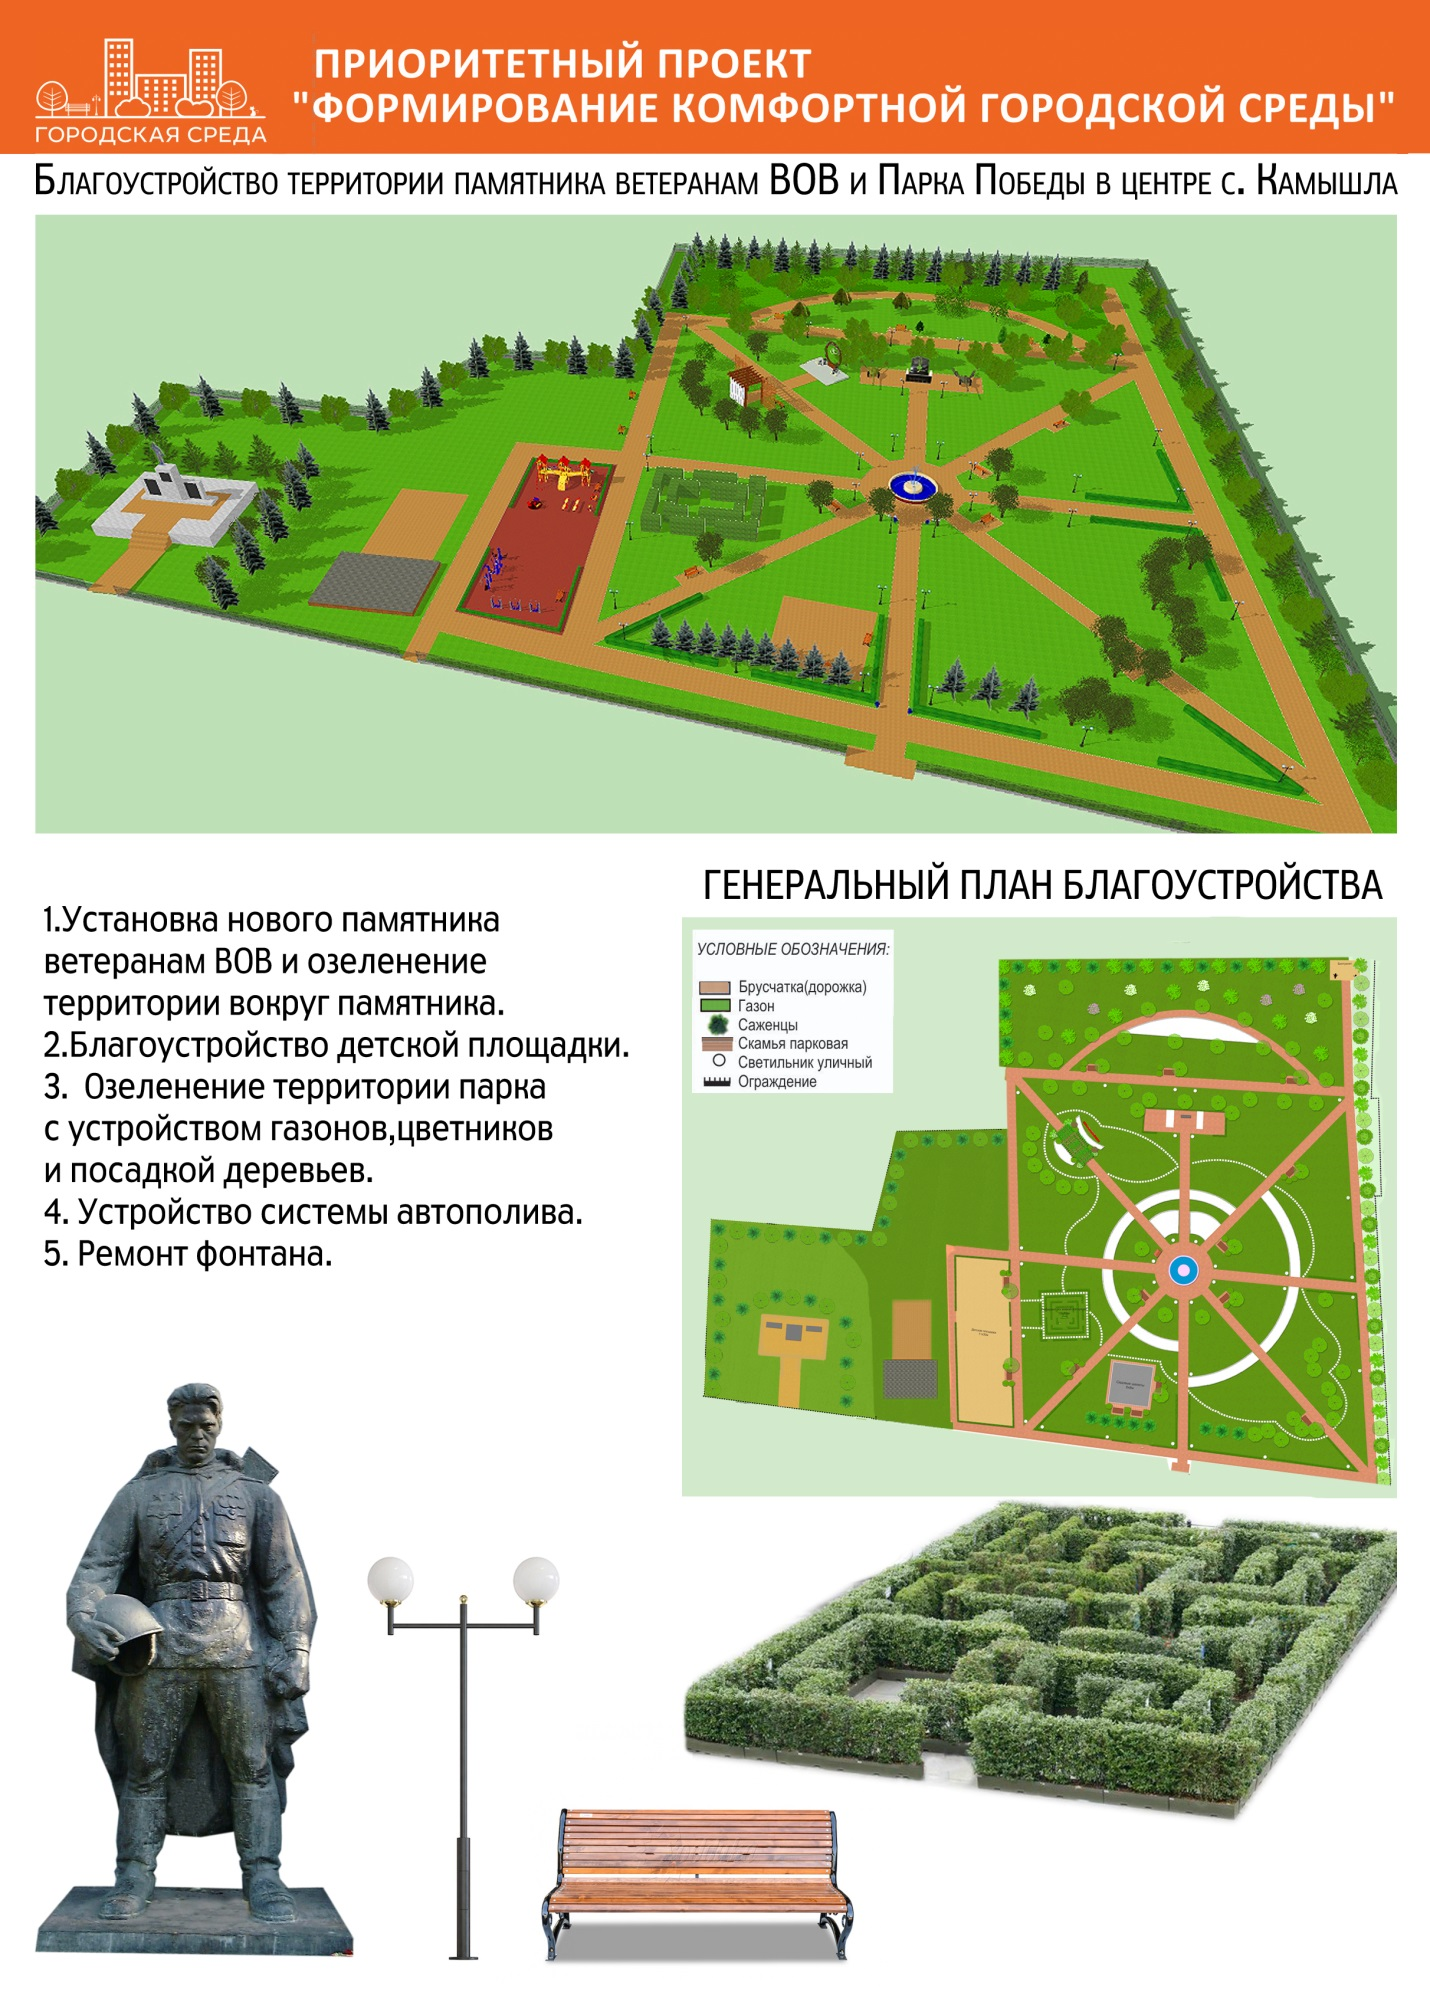 ПРИОРИТЕТНЫЙ ПРОЕКТ
"ФОРМИРОВАНИЕ КОМФОРТНОЙ ГОРОДСКОЙ СРЕДЫ"
ГОРОДСКАЯ СРЕДА
Благоустройство территории памятника ветеранам ВОВ и Парка Победы в центре с. Камышла
ГЕНЕРАЛЬНЫЙ ПЛАН БЛАГОУСТРОЙСТВА
1.Установка нового памятника
ветеранам ВОВ и озеленение
территории вокруг памятника.
2.Благоустройство детской площадки.
3. Озеленение территории парка
с устройством газонов,цветников
и посадкой деревьев.
4. Устройство системы автополива.
5. Ремонт фонтана.
УСЛОВНЫЕ ОБОЗНАЧЕНИЯ:
Брусчатка(дорожка)
Газон
Саженцы
Скамья парковая
Светильник уличный
Ограждение